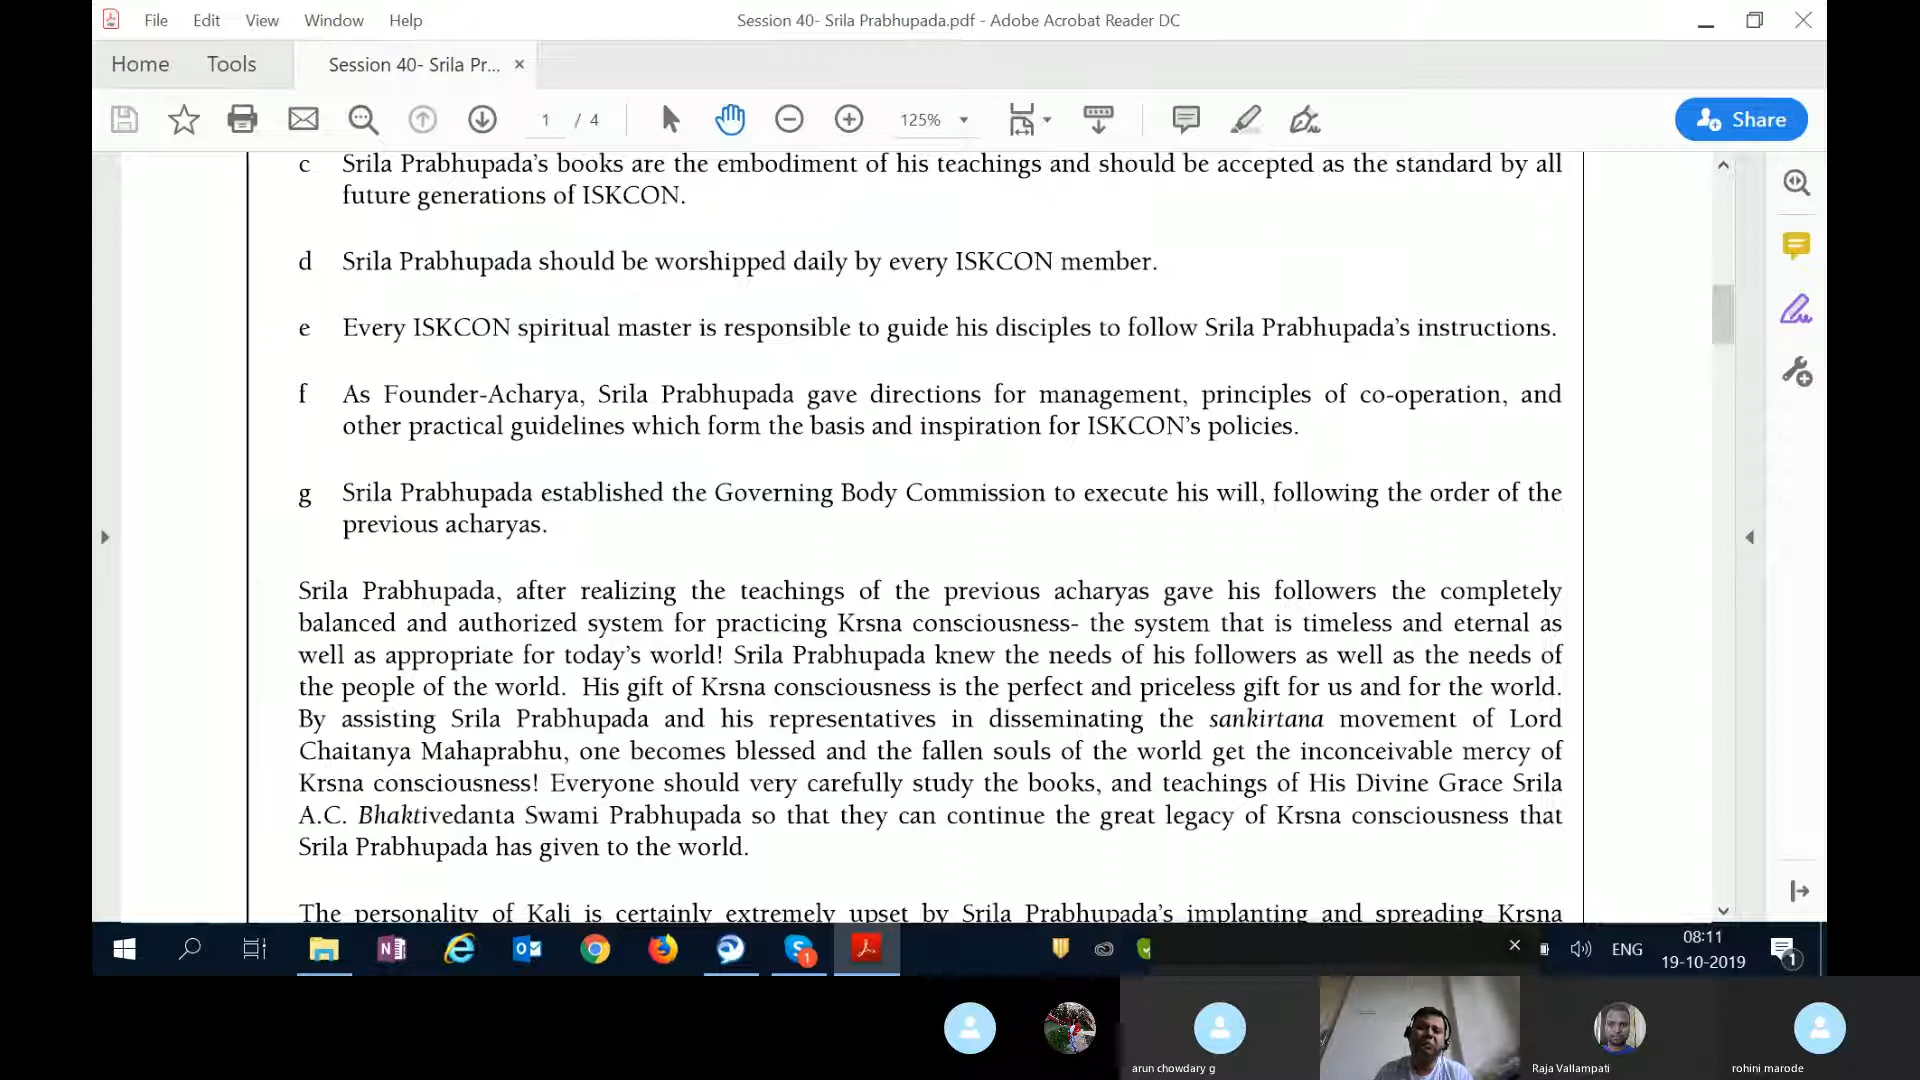 File Edit View Window Help
Session 40- Srila Prabhupada.pdf - Adobe Acrobat Reader DC
Home Tools Session 40- Srila Pr... ×
1 / 4 125% Share
c Srila Prabhupada's books are the embodiment of his teachings and should be accepted as the standard by all
future generations of ISKCON.
d Srila Prabhupada should be worshipped daily by every ISKCON member.
e Every ISKCON spiritual master is responsible to guide his disciples to follow Srila Prabhupada's instructions.
f As Founder-Acharya, Srila Prabhupada gave directions for management, principles of co-operation, and
other practical guidelines which form the basis and inspiration for ISKCON's policies.
g Srila Prabhupada established the Governing Body Commission to execute his will, following the order of the
previous acharyas.
Srila Prabhupada, after realizing the teachings of the previous acharyas gave his followers the completely
balanced and authorized system for practicing Krsna consciousness- the system that is timeless and eternal as
well as appropriate for today's world! Srila Prabhupada knew the needs of his followers as well as the needs of
the people of the world. His gift of Krsna consciousness is the perfect and priceless gift for us and for the world.
By assisting Srila Prabhupada and his representatives in disseminating the sankirtana movement of Lord
Chaitanya Mahaprabhu, one becomes blessed and the fallen souls of the world get the inconceivable mercy of
Krsna consciousness! Everyone should very carefully study the books, and teachings of His Divine Grace Srila
A.C. Bhaktivedanta Swami Prabhupada so that they can continue the great legacy of Krsna consciousness that
Srila Prabhupada has given to the world.
The personality of Kali is certainly extremely upset by Srila Prabhupada's implanting and spreading Krsna
ENG
08:11
19-10-2019
1
1
arun chowdary g
Raja Vallampati
rohini marode